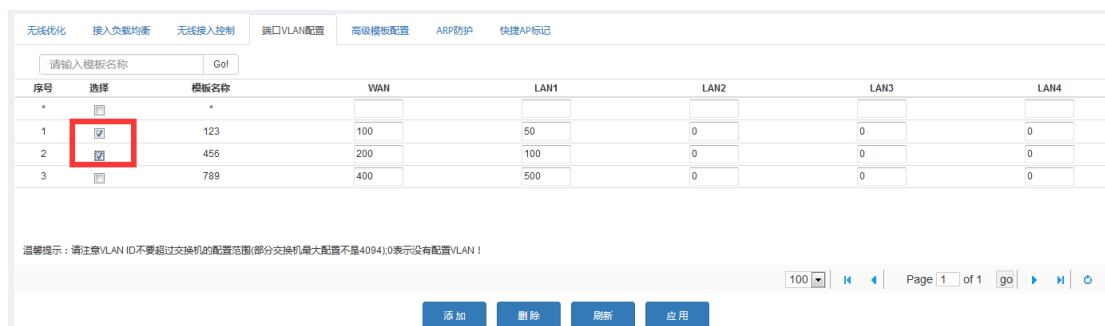 无线优化 接入负载均衡 无线接入控制 端口VLAN配置 高级模板配置 ARP防护 快捷AP标记
请输入模板名称 Go!
序号 选择 模板名称 WAN LAN1 LAN2 LAN3 LAN4
* *
1 123 100 50 0 0 0
2 456 200 100 0 0 0
3 789 400 500 0 0 0
温馨提示：请注意VLAN ID不要超过交换机的配置范围(部分交换机最大配置不是4094);0表示没有配置VLAN！
100 Page 1 of 1 go
添加 删除 刷新 应用